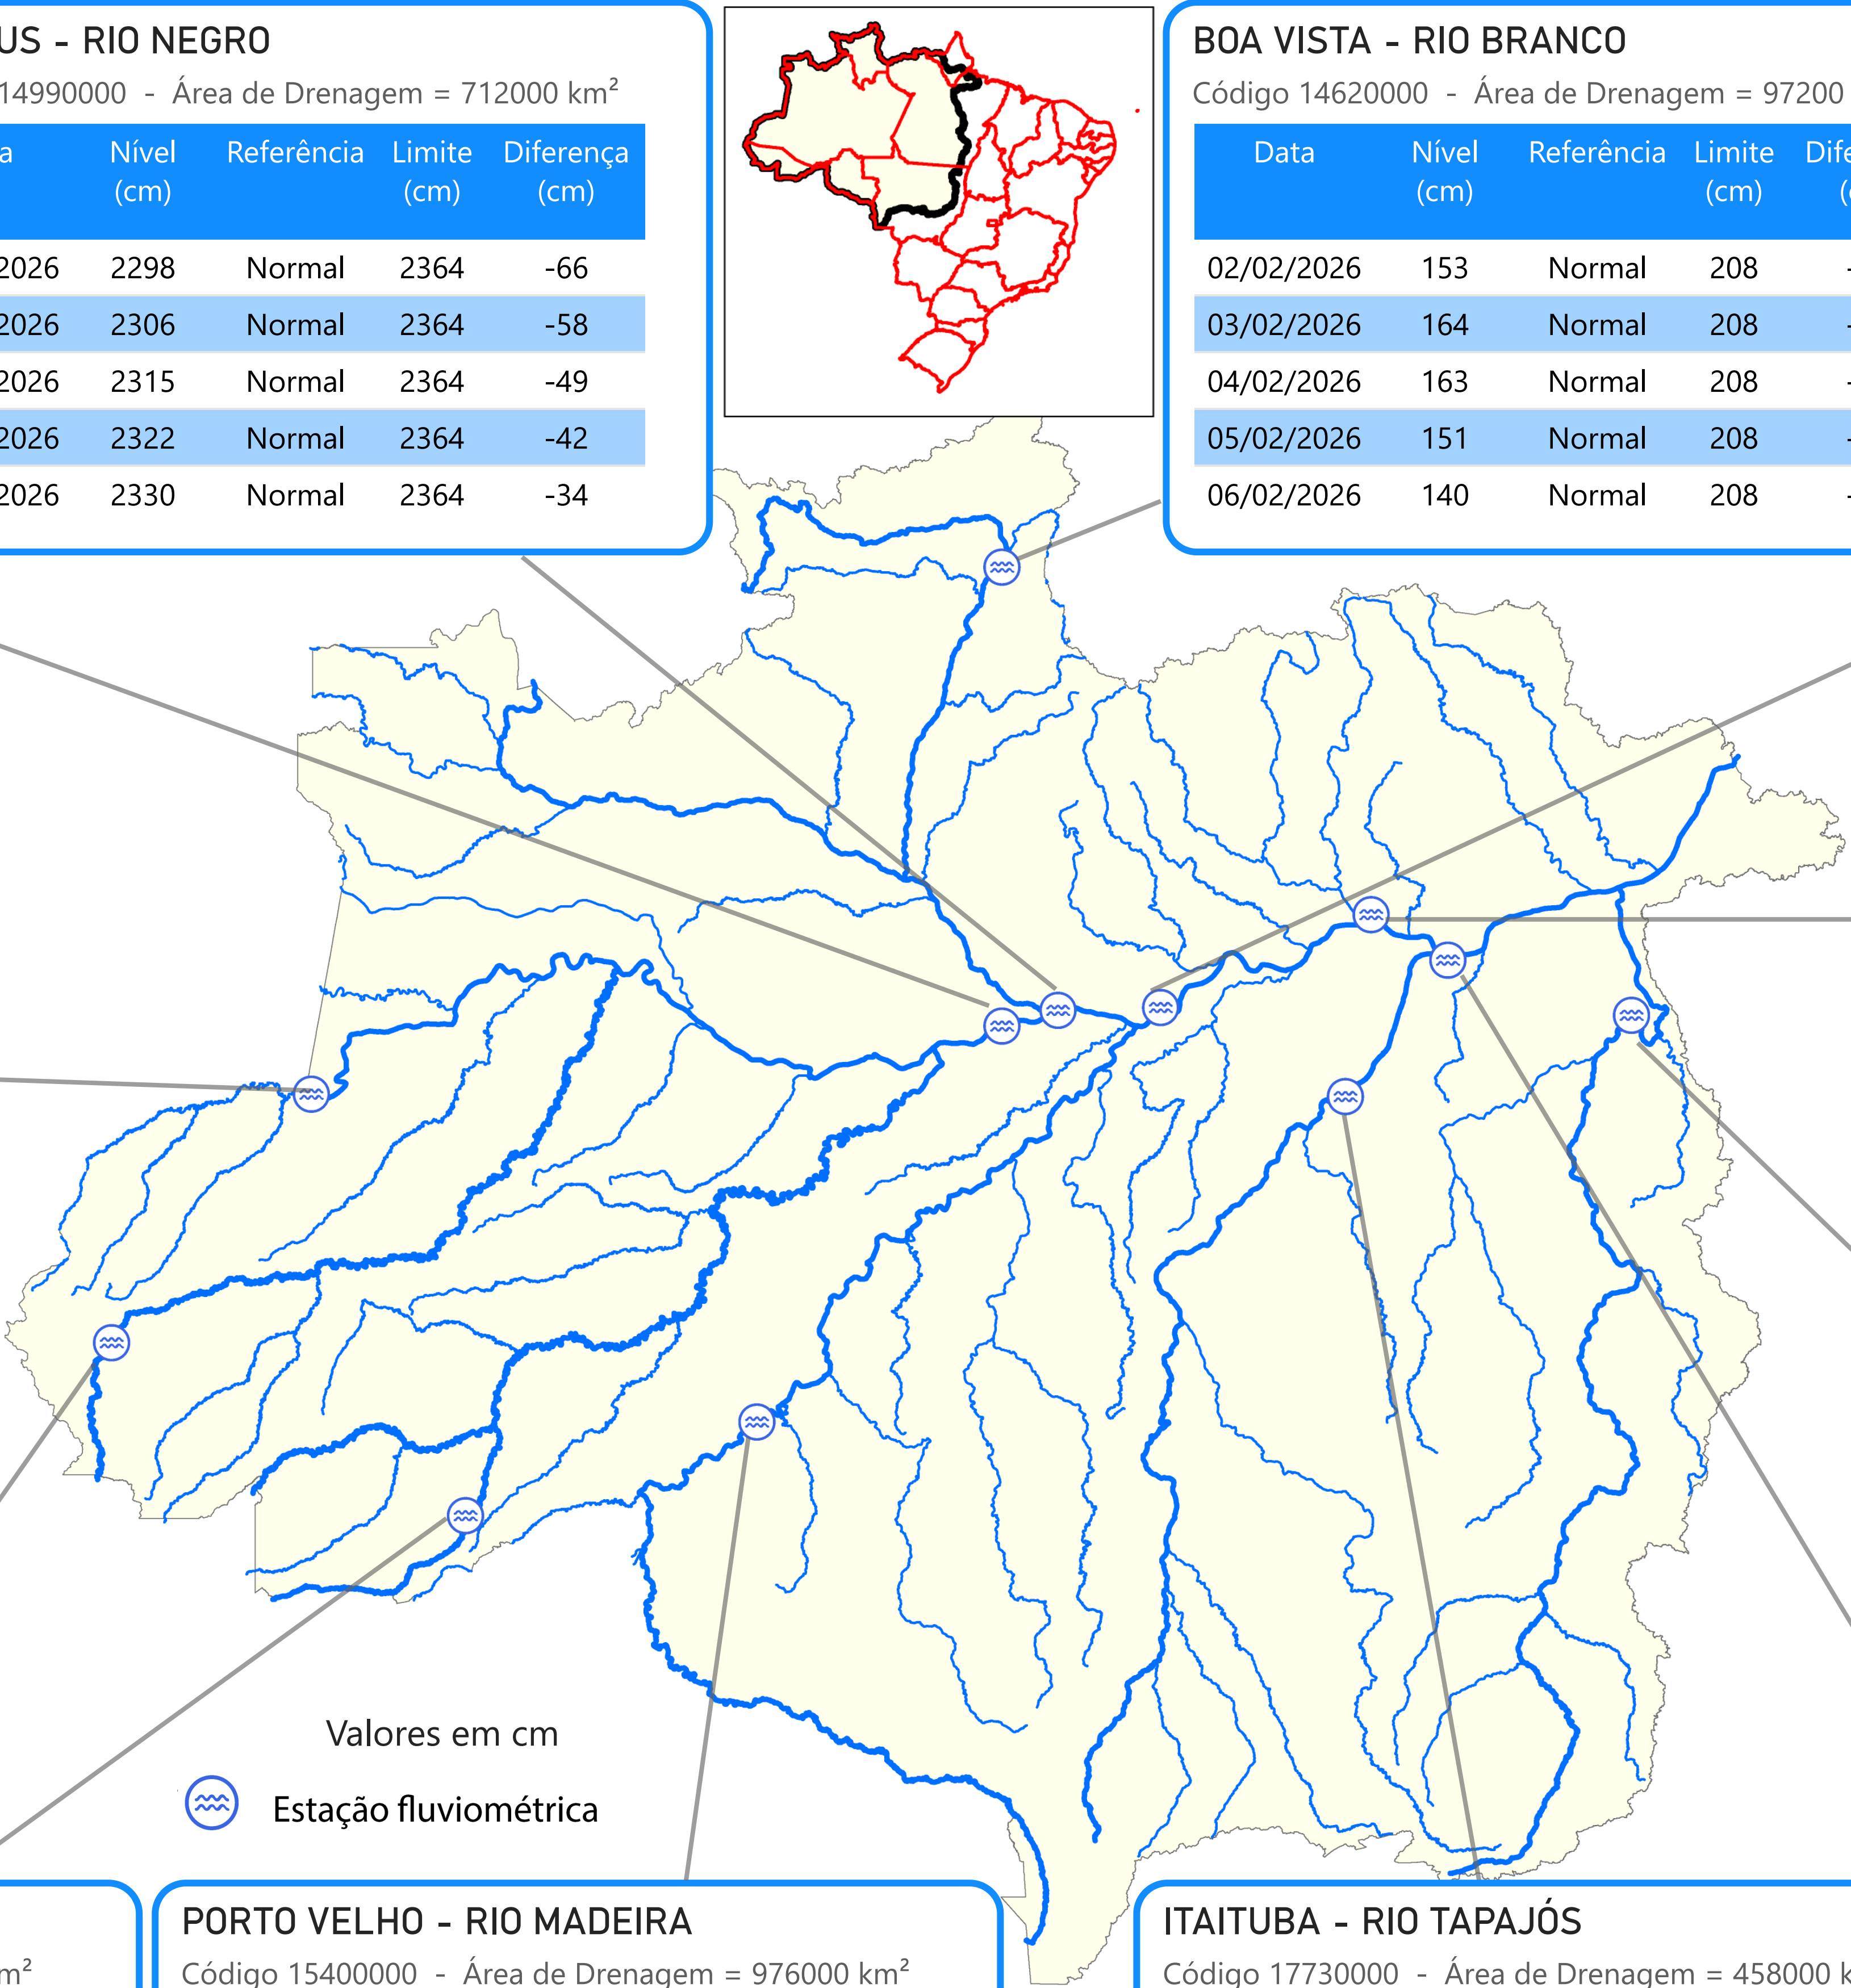 US - RIO NEGRO
14990000 - Área de Drenagem = 712000 km²
a Nível (cm) Referência Limite (cm) Diferença (cm)
2026 2298 Normal 2364 -66
2026 2306 Normal 2364 -58
2026 2315 Normal 2364 -49
2026 2322 Normal 2364 -42
2026 2330 Normal 2364 -34
BOA VISTA - RIO BRANCO
Código 14620000 - Área de Drenagem = 97200
Data Nível (cm) Referência Limite (cm) Dife
02/02/2026 153 Normal 208 -
03/02/2026 164 Normal 208 -
04/02/2026 163 Normal 208 -
05/02/2026 151 Normal 208 -
06/02/2026 140 Normal 208 -
Valores em cm
Estação fluviométrica
m²
PORTO VELHO - RIO MADEIRA
Código 15400000 - Área de Drenagem = 976000 km²
ITAITUBA - RIO TAPAJÓS
Código 17730000 - Área de Drenagem = 458000 k